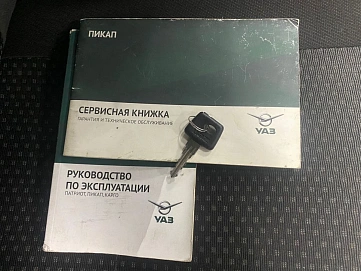 ПИКАП
СЕРВИСНАЯ КНИЖКА
ГАРАНТИЯ И ТЕХНИЧЕСКОЕ ОБСЛУЖИВАНИЕ
УАЗ
РУКОВОДСТВО
ПО ЭКСПЛУАТАЦИИ
ПАТРИОТ, ПИКАП, КАРГО
УАЗ